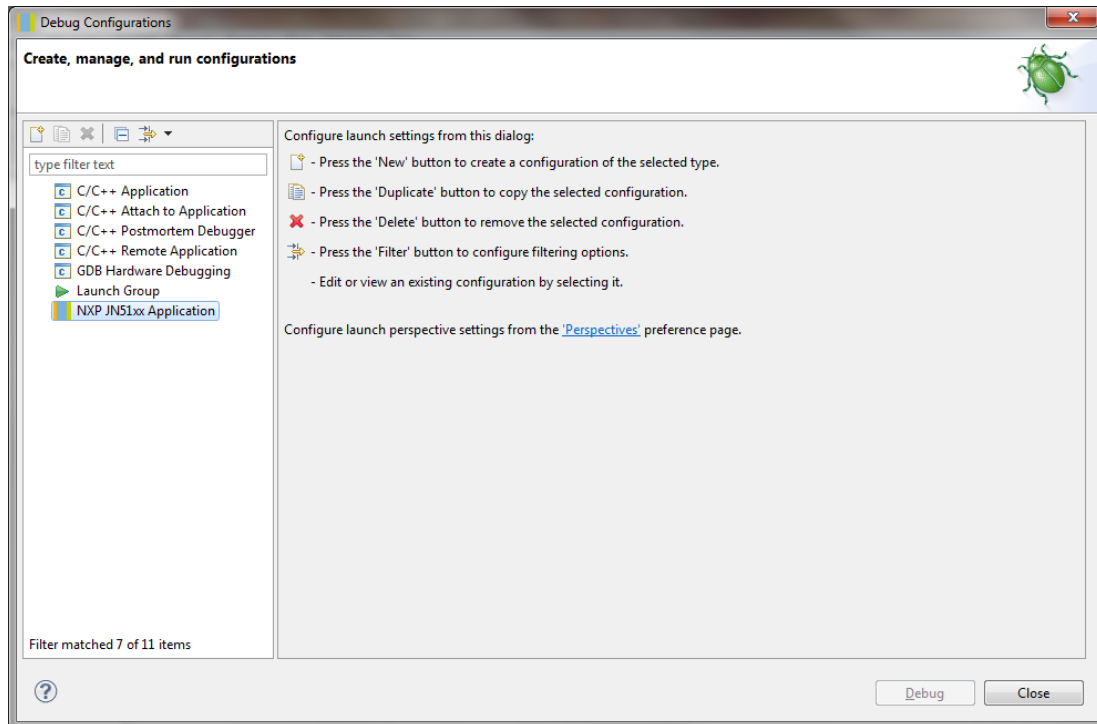 Debug Configurations
Create, manage, and run configurations
type filter text
C/C++ Application
C/C++ Attach to Application
C/C++ Postmortem Debugger
C/C++ Remote Application
GDB Hardware Debugging
Launch Group
NXP JN51xx Application
Filter matched 7 of 11 items
Configure launch settings from this dialog:
- Press the 'New' button to create a configuration of the selected type.
- Press the 'Duplicate' button to copy the selected configuration.
- Press the 'Delete' button to remove the selected configuration.
- Press the 'Filter' button to configure filtering options.
- Edit or view an existing configuration by selecting it.
Configure launch perspective settings from the 'Perspectives' preference page.
Debug
Close